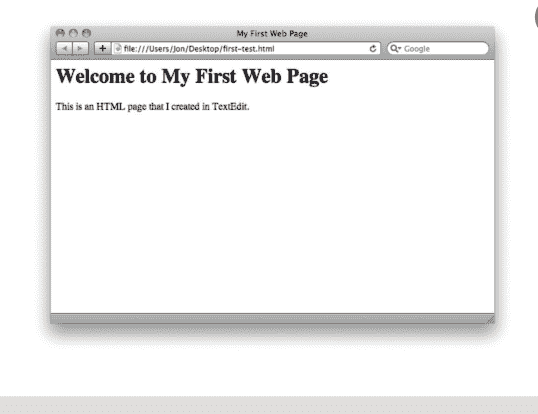 My First Web Page
file:///Users/Jon/Desktop/first-test.html
Google
Welcome to My First Web Page
This is an HTML page that I created in TextEdit.